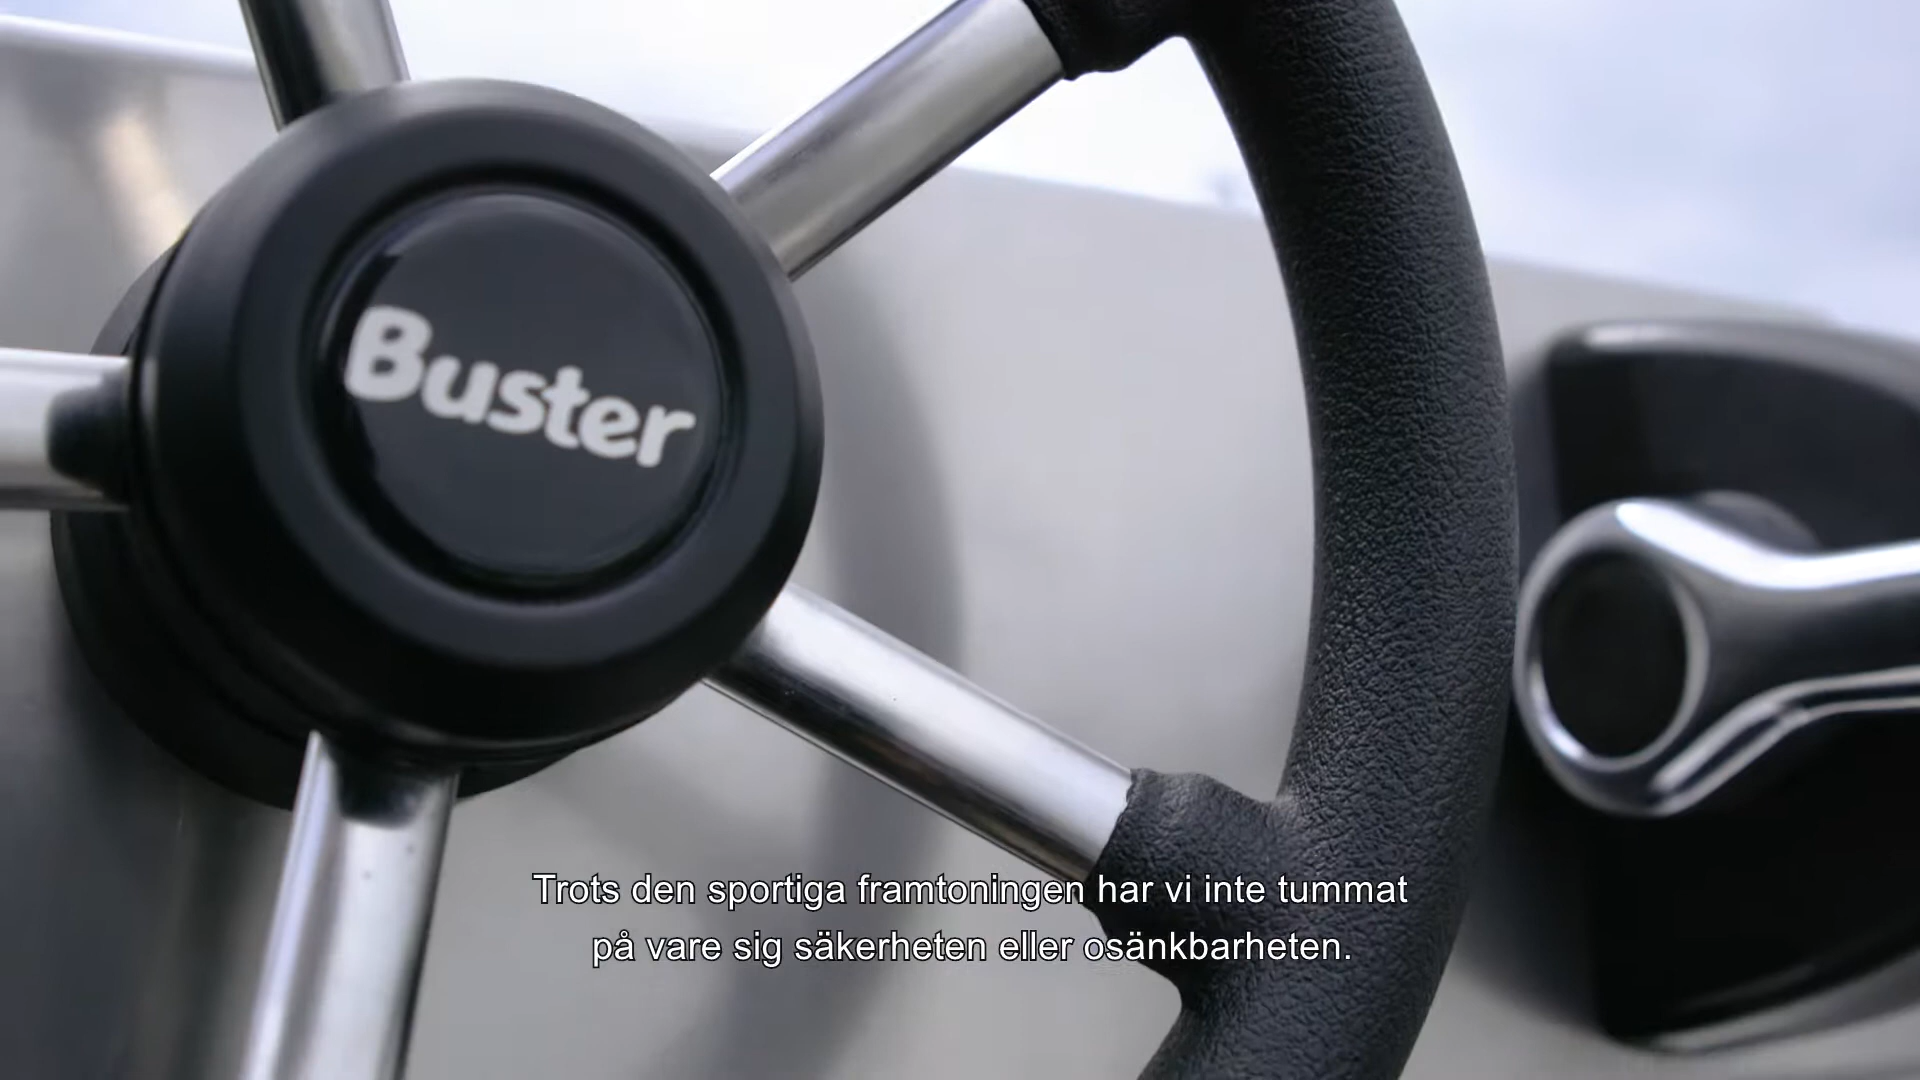 Buster
Trots den sportiga framtoningen har vi inte tummat
på vare sig säkerheten eller osänkbarheten.